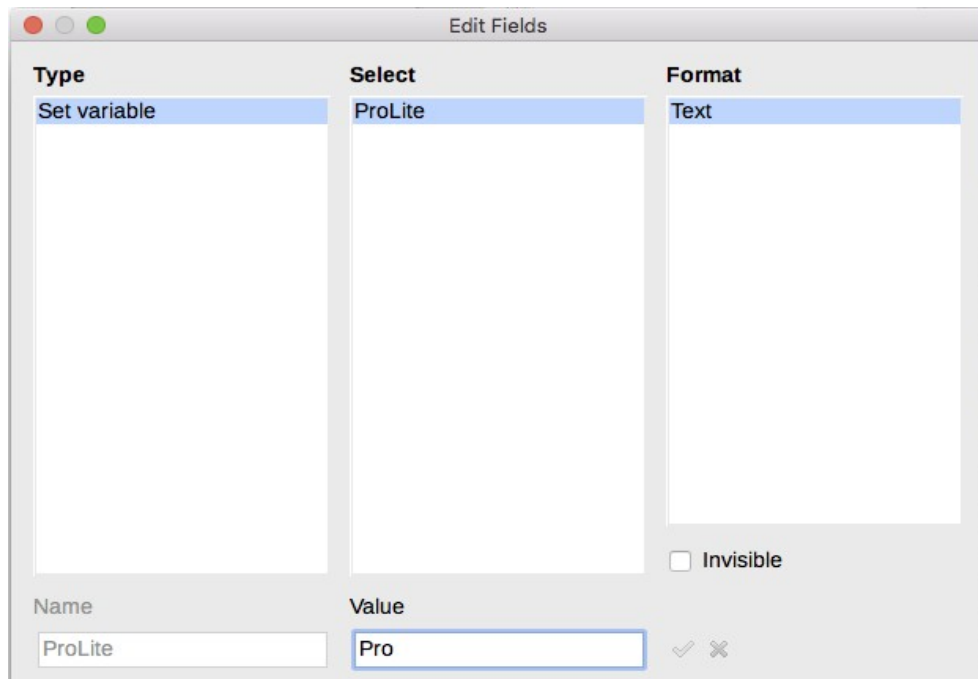 Edit Fields
Type Select Format
Set variable ProLite Text
Invisible
Name Value
ProLite Pro